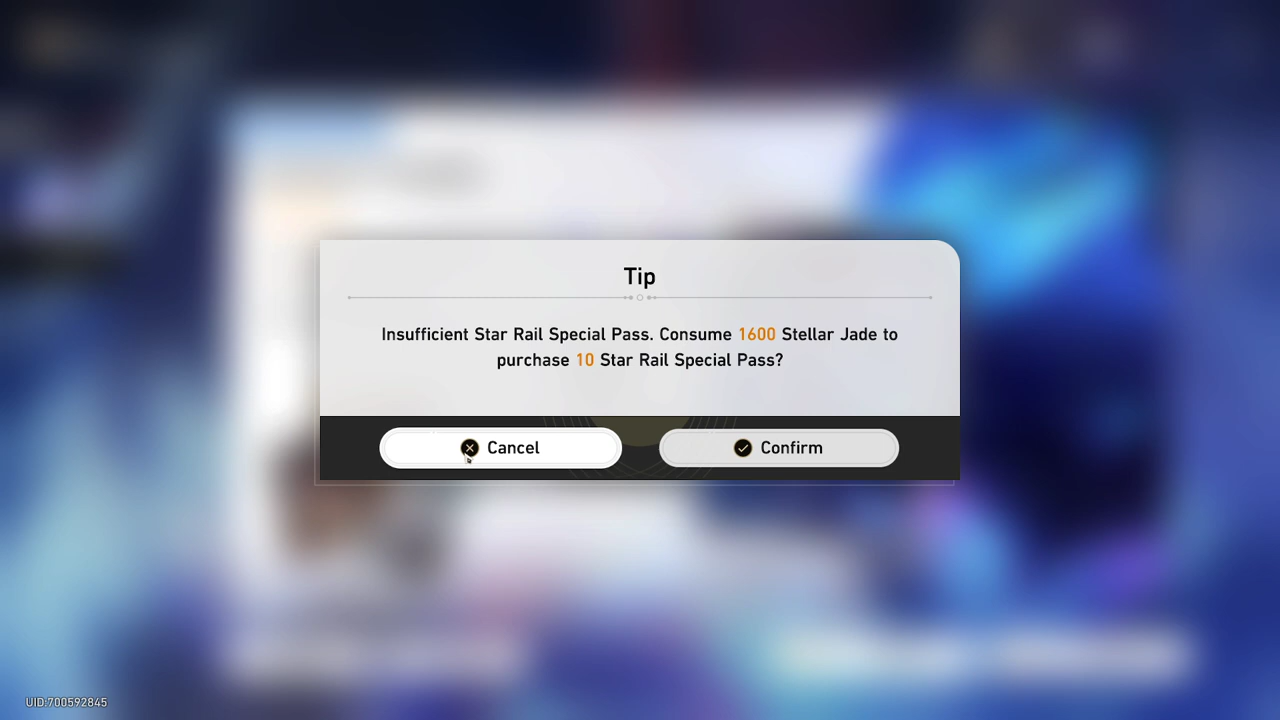 Tip
Insufficient Star Rail Special Pass. Consume 1600 Stellar Jade to
purchase 10 Star Rail Special Pass?
Cancel
Confirm
UID:700592845